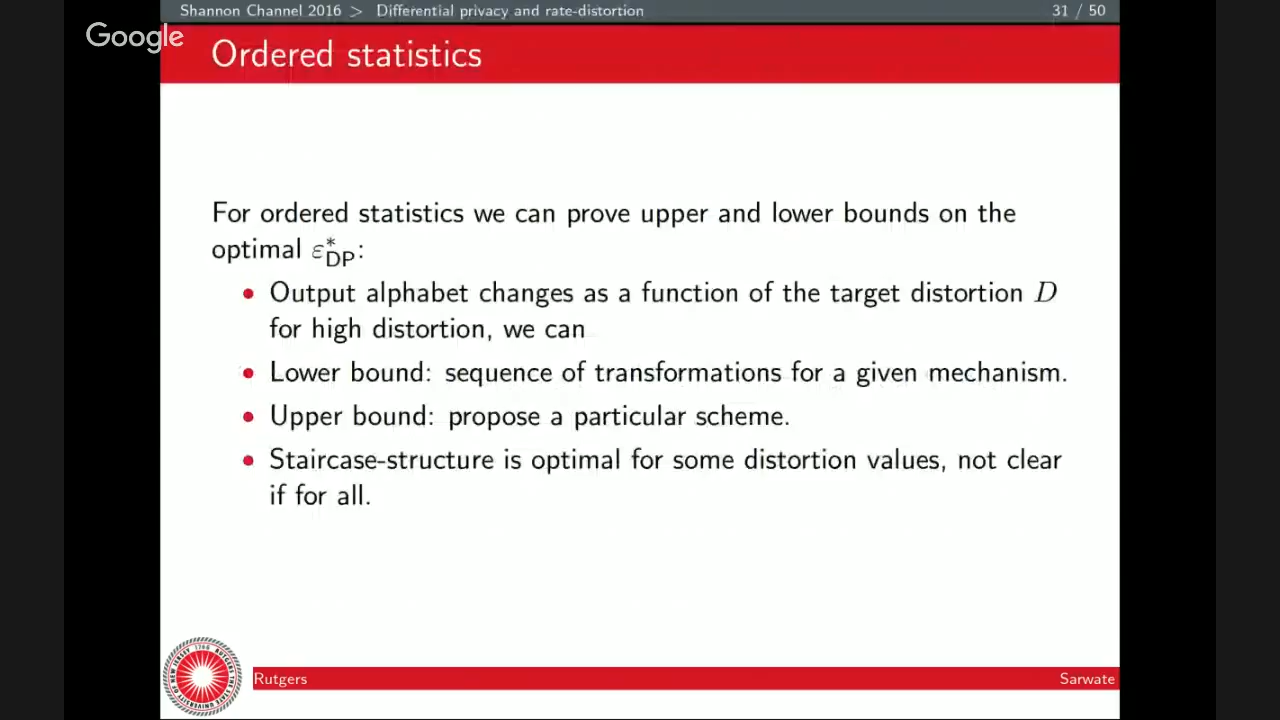 Shannon Channel 2016 > Differential privacy and rate-distortion 31 / 50
Google
Ordered statistics
For ordered statistics we can prove upper and lower bounds on the
optimal ε*DP:
• Output alphabet changes as a function of the target distortion D
for high distortion, we can
• Lower bound: sequence of transformations for a given mechanism.
• Upper bound: propose a particular scheme.
• Staircase-structure is optimal for some distortion values, not clear
if for all.
Rutgers Sarwate